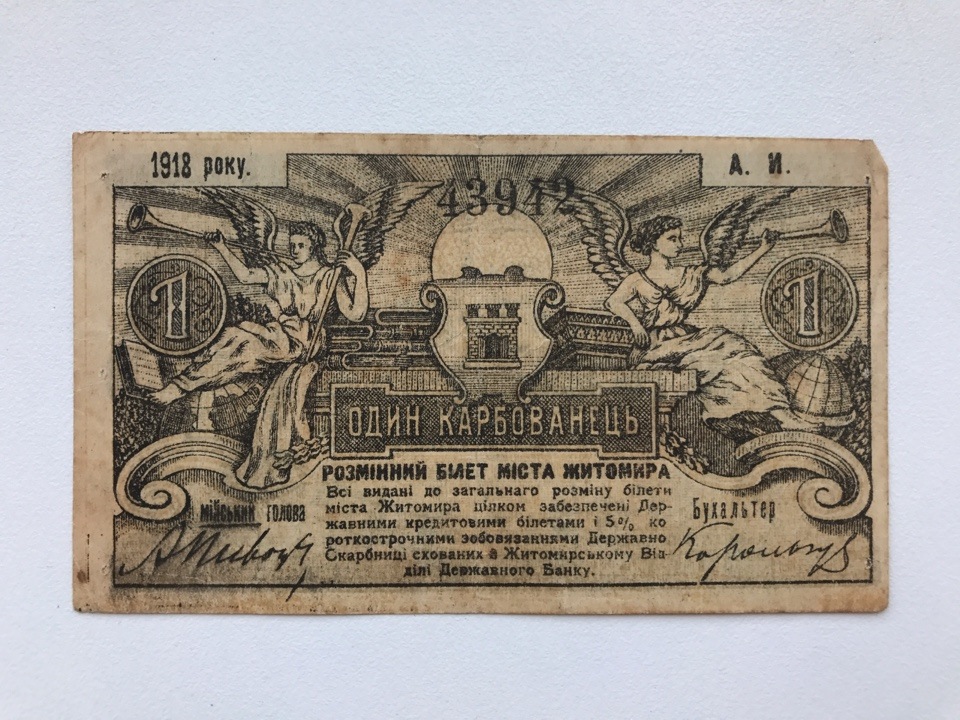 1918 року.
А. И.
43942
1
1
ОДИН КАРБОВАНЕЦЬ
РОЗМІННИЙ БІЛЕТ МІСТА ЖИТОМИРА
Всі видані до загальнаго розміну білети
міста Житомира цілком забезпечені Дер-
жавними кредитовими білетами і 5% ко
роткострочними зобовязаннями Державно
Скарбниці схованих в Житомирському Від-
ділі Державного Банку.
мійський голова
Бухальтер